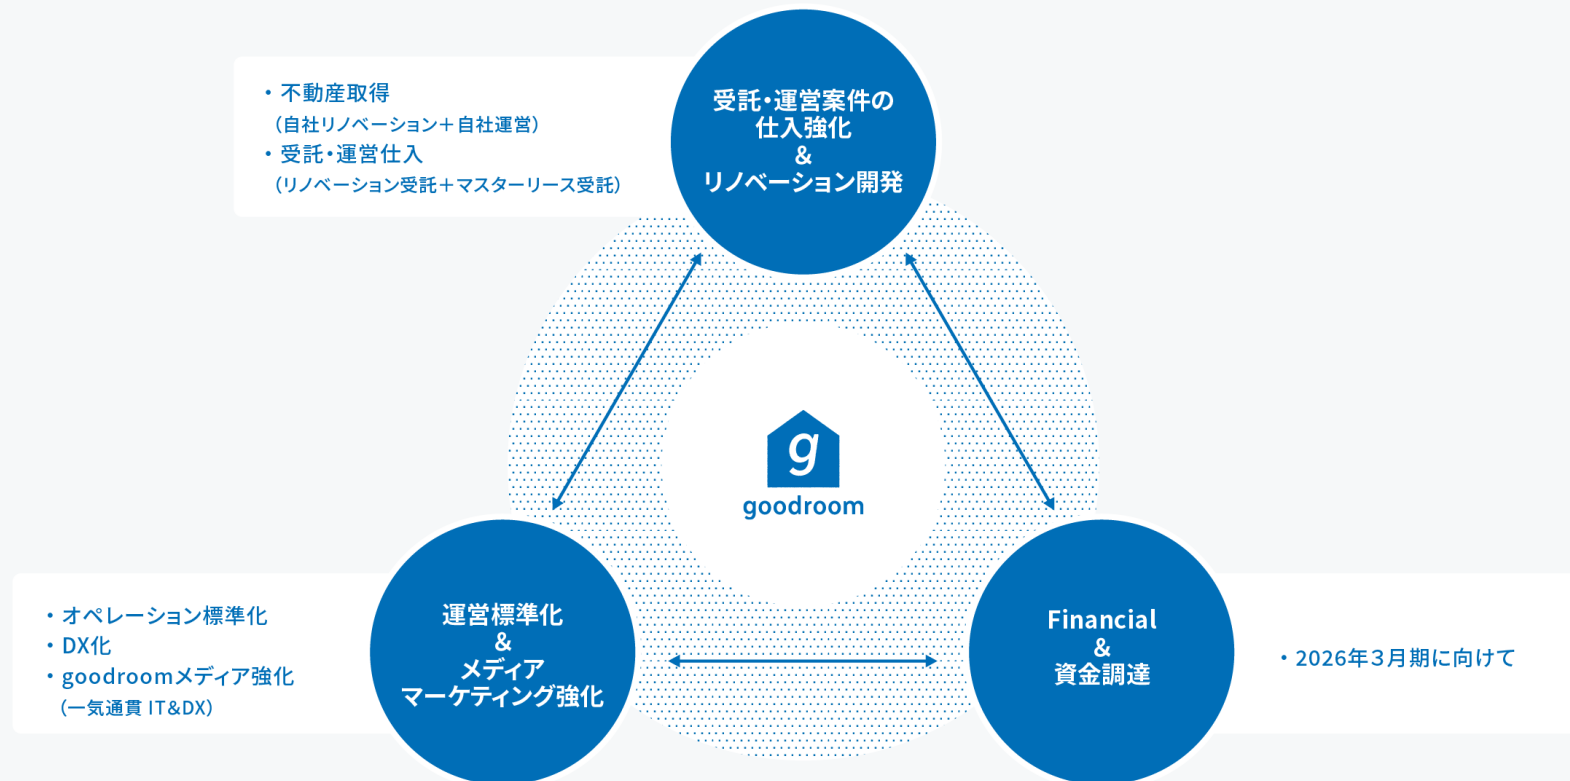 ・不動産取得
（自社リノベーション＋自社運営）
・受託・運営仕入
（リノベーション受託＋マスターリース受託）
受託・運営案件の
仕入強化
&
リノベーション開発
g
goodroom
・オペレーション標準化
・DX化
・goodroomメディア強化
（一気通貫 IT&DX）
運営標準化
&
メディア
マーケティング強化
Financial
&
資金調達
・2026年3月期に向けて